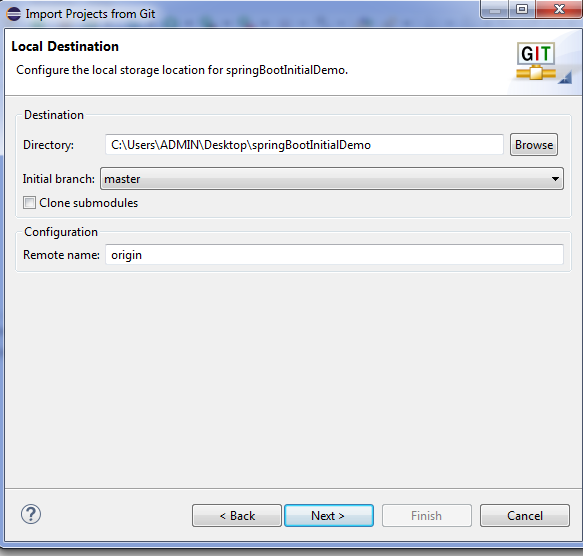 Import Projects from Git
Local Destination
Configure the local storage location for springBootInitialDemo.
GIT
Destination
Directory: C:\Users\ADMIN\Desktop\springBootInitialDemo Browse
Initial branch: master
Clone submodules
Configuration
Remote name: origin
? < Back Next > Finish Cancel